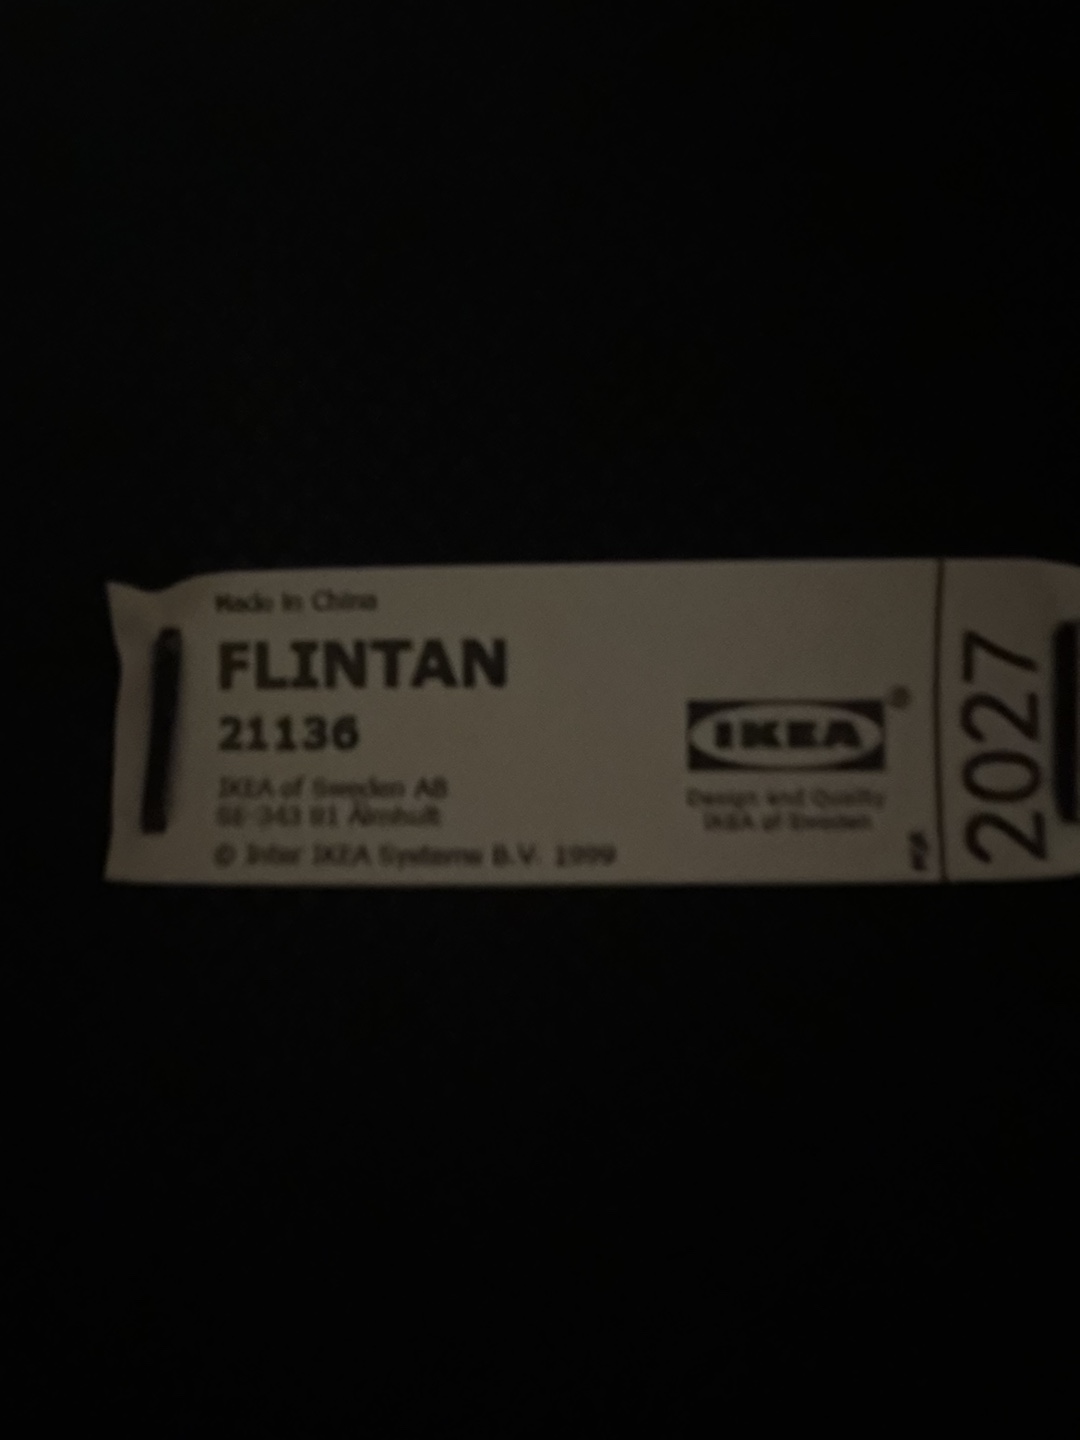 Made in China
FLINTAN
21136
IKEA of Sweden AB
SE-343 81 Älmhult
© Inter IKEA Systems B.V. 1999
IKEA®
Design and Quality
IKEA of Sweden
2027